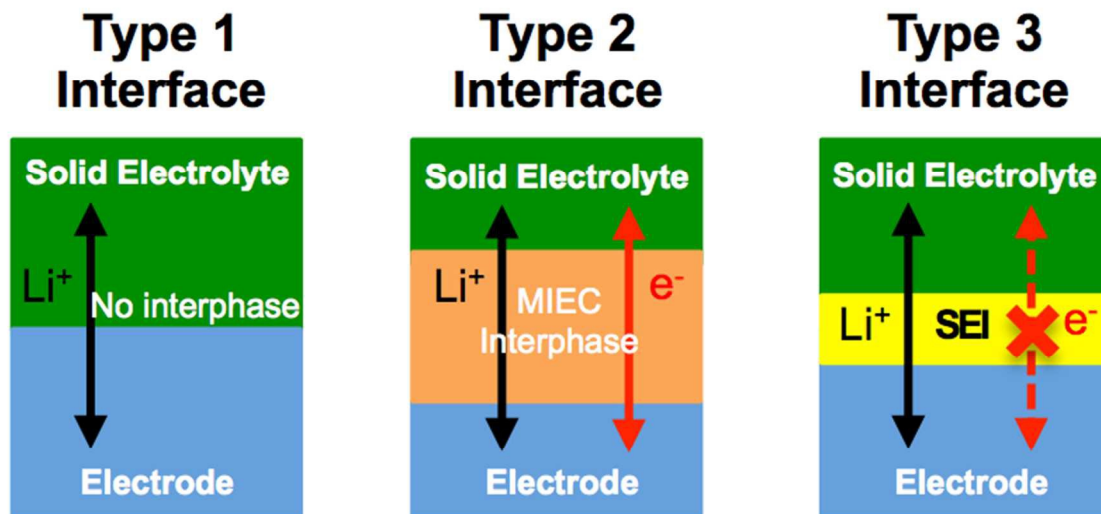 Type 1
Interface
Solid Electrolyte
Li⁺
No interphase
Electrode
Type 2
Interface
Solid Electrolyte
Li⁺
MIEC
Interphase
e⁻
Electrode
Type 3
Interface
Solid Electrolyte
Li⁺
SEI
e⁻
Electrode